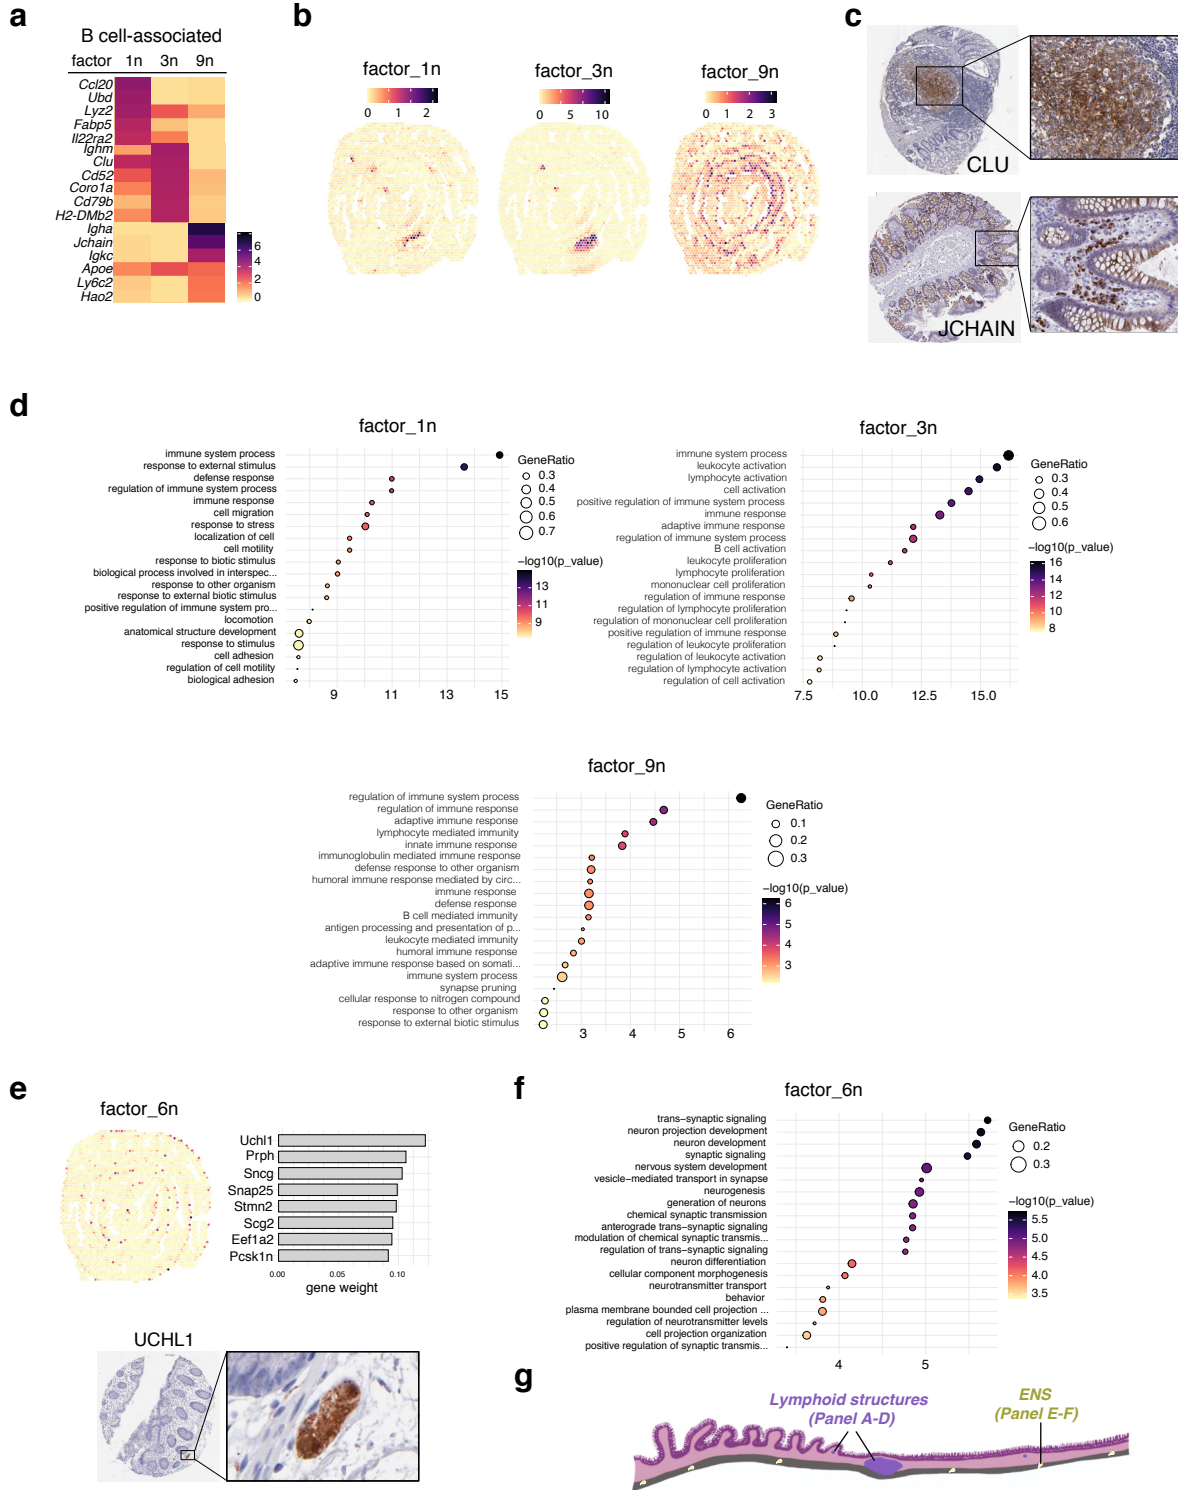 a
B cell-associated
factor 1n 3n 9n
Ccl20
Ubd
Lyz2
Fabp5
Il22ra2
Ighm
Clu
Cd52
Coro1a
Cd79b
H2-DMb2
Igha
Jchain
Igkc
Apoe
Ly6c2
Hao2
6
4
2
0
b
factor_1n
0 1 2
factor_3n
0 5 10
factor_9n
0 1 2 3
c
CLU
JCHAIN
d
factor_1n
immune system process
response to external stimulus
defense response
regulation of immune system process
immune response
cell migration
response to stress
localization of cell
cell motility
response to biotic stimulus
biological process involved in interspec...
response to other organism
response to external biotic stimulus
positive regulation of immune system pro...
locomotion
anatomical structure development
response to stimulus
cell adhesion
regulation of cell motility
biological adhesion
9 11 13 15
GeneRatio
0.3
0.4
0.5
0.6
0.7
−log10(p_value)
13
11
9
factor_3n
immune system process
leukocyte activation
lymphocyte activation
cell activation
positive regulation of immune system process
immune response
adaptive immune response
regulation of immune system process
B cell activation
leukocyte proliferation
lymphocyte proliferation
mononuclear cell proliferation
regulation of immune response
regulation of lymphocyte proliferation
regulation of mononuclear cell proliferation
positive regulation of immune response
regulation of leukocyte proliferation
regulation of leukocyte activation
regulation of lymphocyte activation
regulation of cell activation
7.5 10.0 12.5 15.0
GeneRatio
0.3
0.4
0.5
0.6
−log10(p_value)
16
14
12
10
8
factor_9n
regulation of immune system process
regulation of immune response
adaptive immune response
lymphocyte mediated immunity
innate immune response
immunoglobulin mediated immune response
defense response to other organism
humoral immune response mediated by circ...
immune response
defense response
B cell mediated immunity
antigen processing and presentation of p...
leukocyte mediated immunity
humoral immune response
adaptive immune response based on somati...
immune system process
synapse pruning
cellular response to nitrogen compound
response to other organism
response to external biotic stimulus
3 4 5 6
GeneRatio
0.1
0.2
0.3
−log10(p_value)
6
5
4
3
e
factor_6n
Uchl1
Prph
Sncg
Snap25
Stmn2
Scg2
Eef1a2
Pcsk1n
0.00 0.05 0.10
gene weight
UCHL1
f
factor_6n
trans−synaptic signaling
neuron projection development
neuron development
synaptic signaling
nervous system development
vesicle−mediated transport in synapse
neurogenesis
generation of neurons
chemical synaptic transmission
anterograde trans−synaptic signaling
modulation of chemical synaptic transmis...
regulation of trans−synaptic signaling
neuron differentiation
cellular component morphogenesis
neurotransmitter transport
behavior
plasma membrane bounded cell projection ...
regulation of neurotransmitter levels
cell projection organization
positive regulation of synaptic transmis...
4 5
GeneRatio
0.2
0.3
−log10(p_value)
5.5
5.0
4.5
4.0
3.5
g
Lymphoid structures
(Panel A-D)
ENS
(Panel E-F)